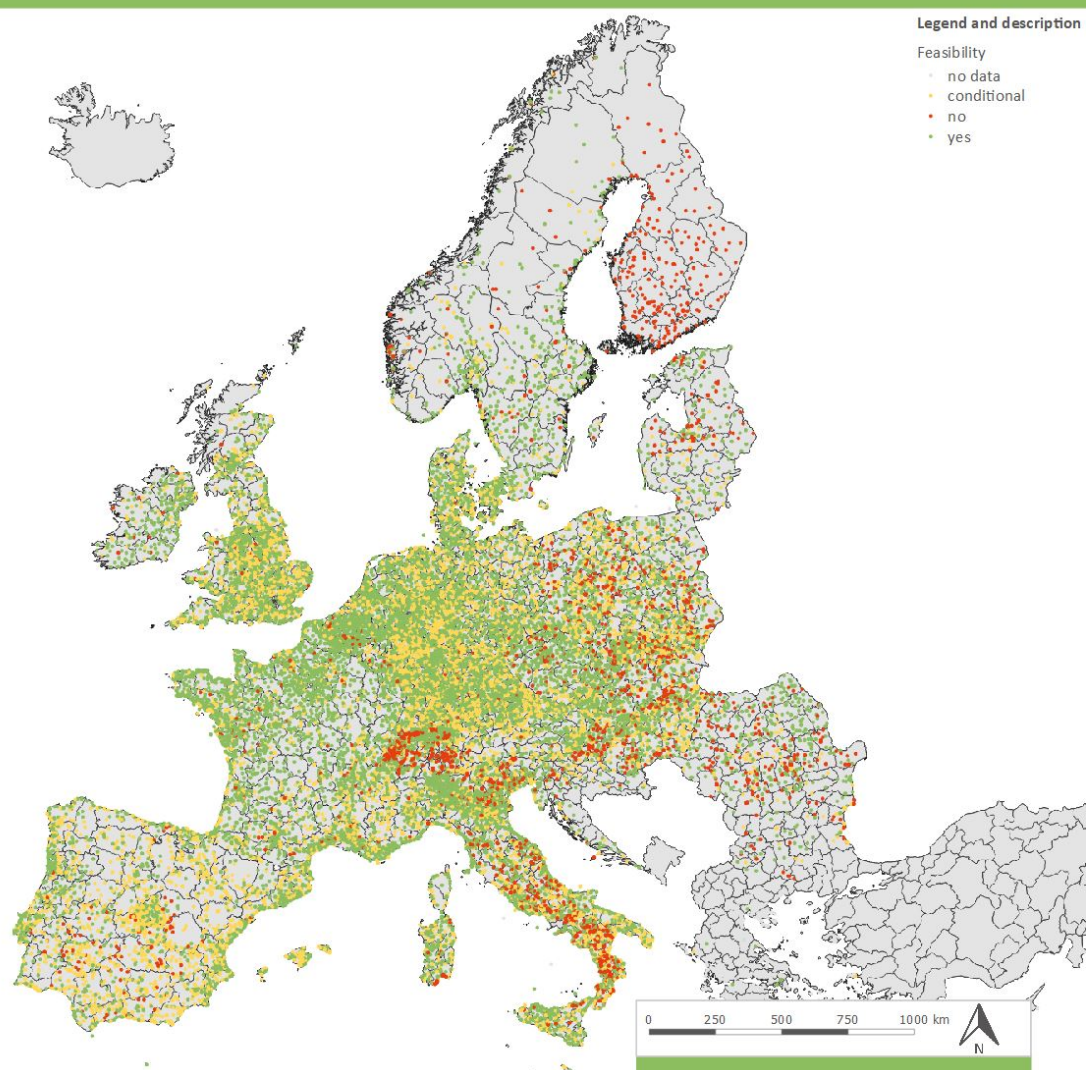 Legend and description
Feasibility
no data
conditional
no
yes
0 250 500 750 1000 km
N